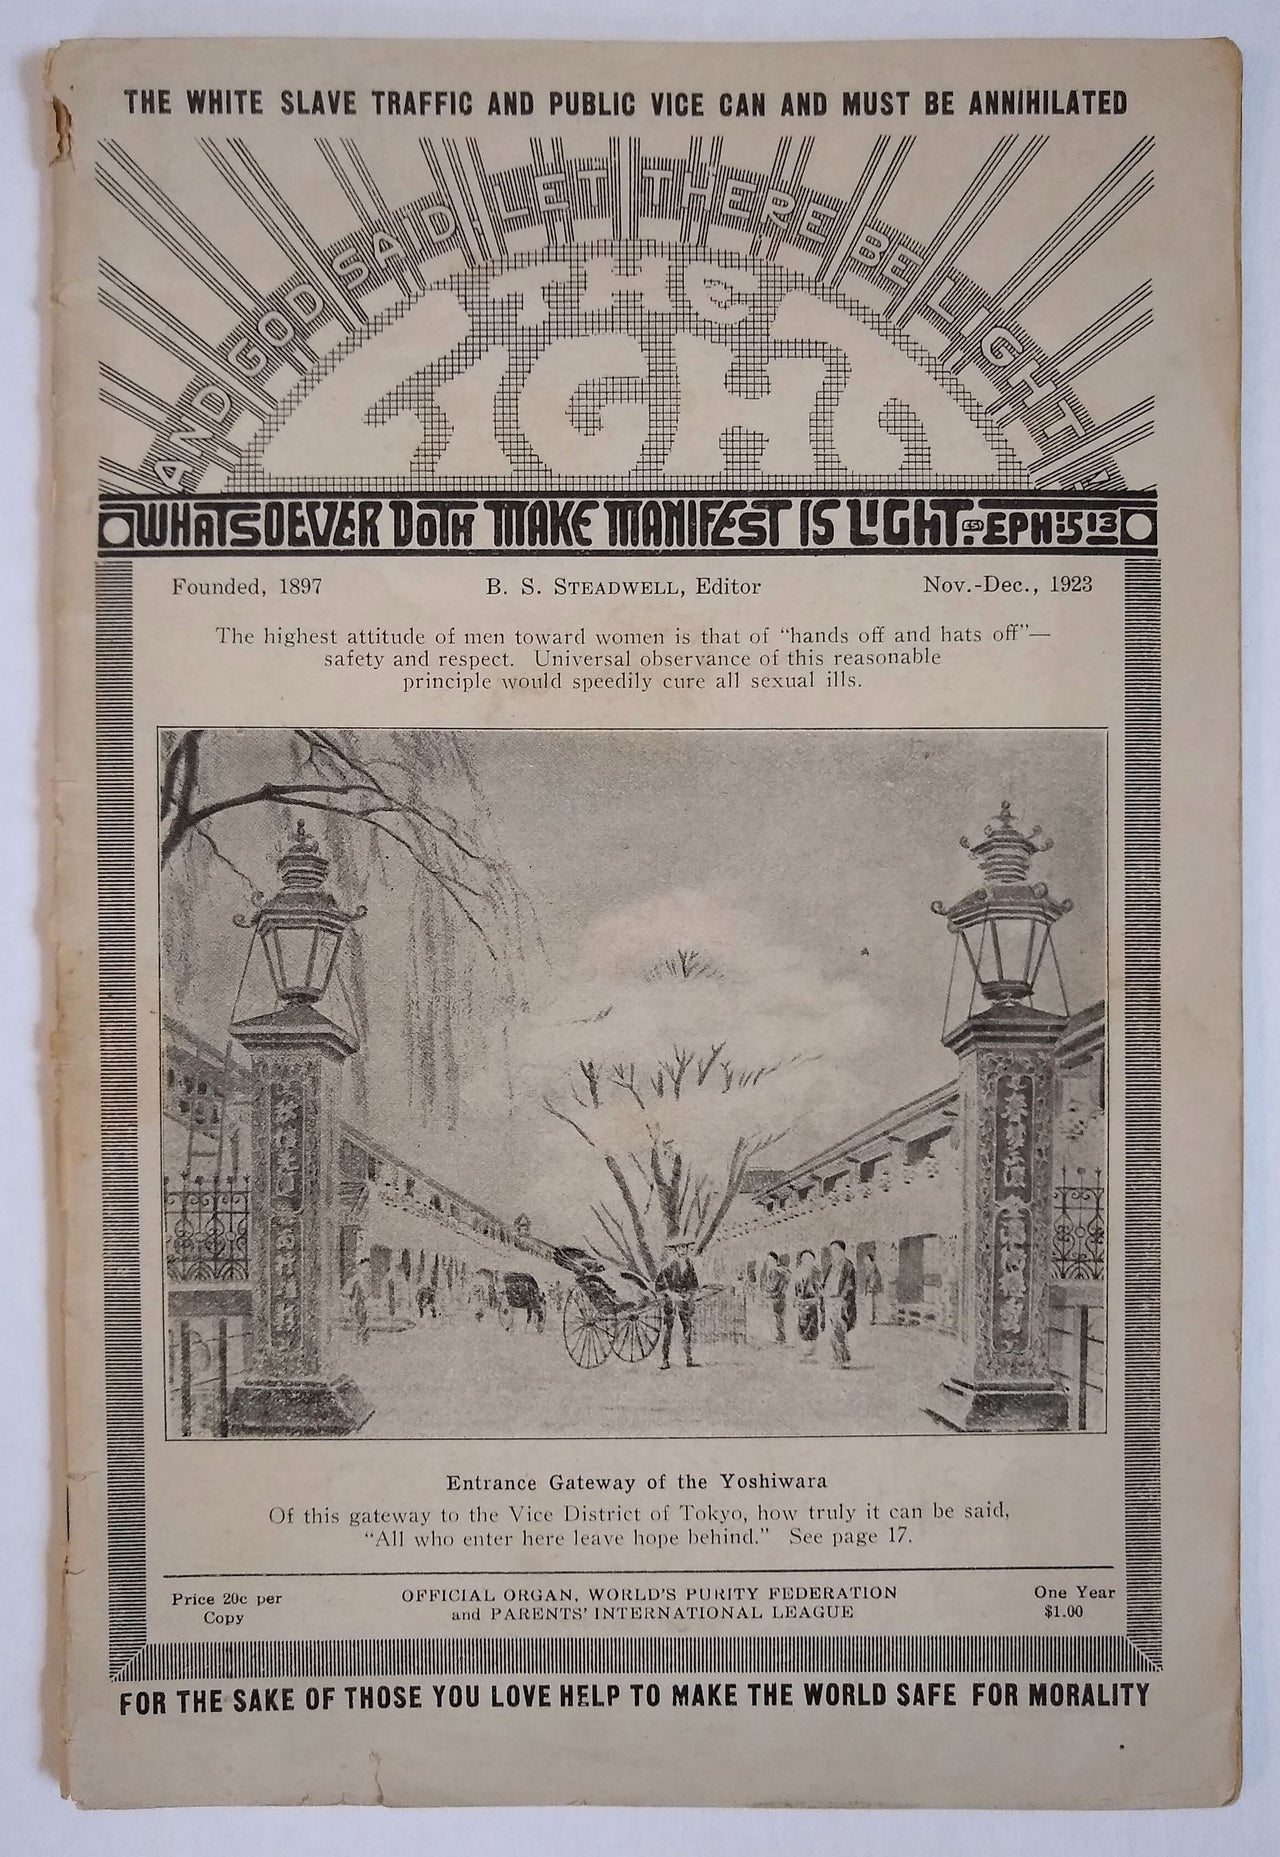 THE WHITE SLAVE TRAFFIC AND PUBLIC VICE CAN AND MUST BE ANNIHILATED
AND GOD SAID, LET THERE BE LIGHT
THE
LIGHT
WHATSOEVER DOTH MAKE MANIFEST IS LIGHT. EPH:5:13
Founded, 1897 B. S. STEADWELL, Editor Nov.-Dec., 1923
The highest attitude of men toward women is that of "hands off and hats off"—
safety and respect. Universal observance of this reasonable
principle would speedily cure all sexual ills.
Entrance Gateway of the Yoshiwara
Of this gateway to the Vice District of Tokyo, how truly it can be said,
"All who enter here leave hope behind." See page 17.
Price 20c per
Copy
OFFICIAL ORGAN, WORLD'S PURITY FEDERATION
and PARENTS' INTERNATIONAL LEAGUE
One Year
$1.00
FOR THE SAKE OF THOSE YOU LOVE HELP TO MAKE THE WORLD SAFE FOR MORALITY